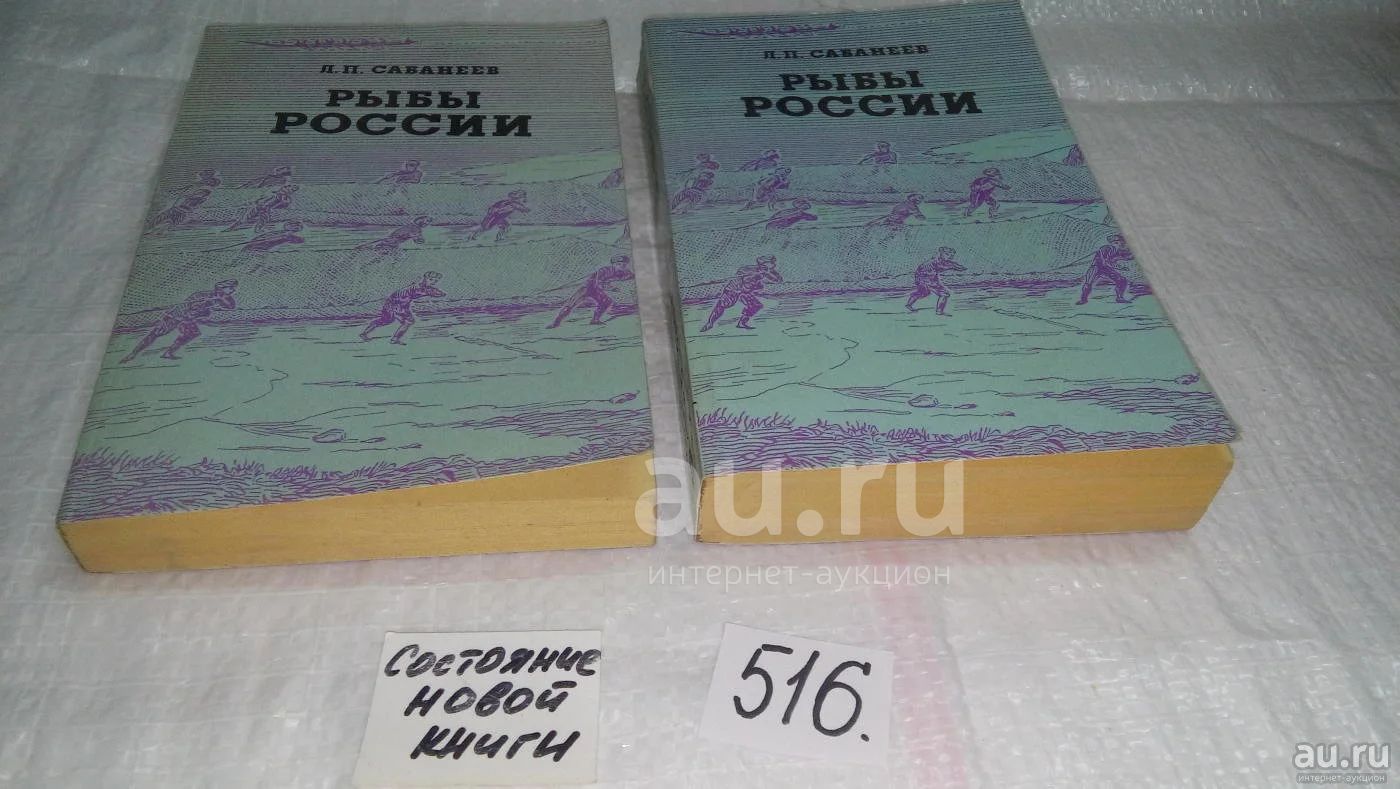 Л.П. САБАНЕЕВ
РЫБЫ
РОССИИ
Л.П. САБАНЕЕВ
РЫБЫ
РОССИИ
au.ru
интернет-аукцион
Состояние
новой
книги
516.
au.ru
интернет-аукцион